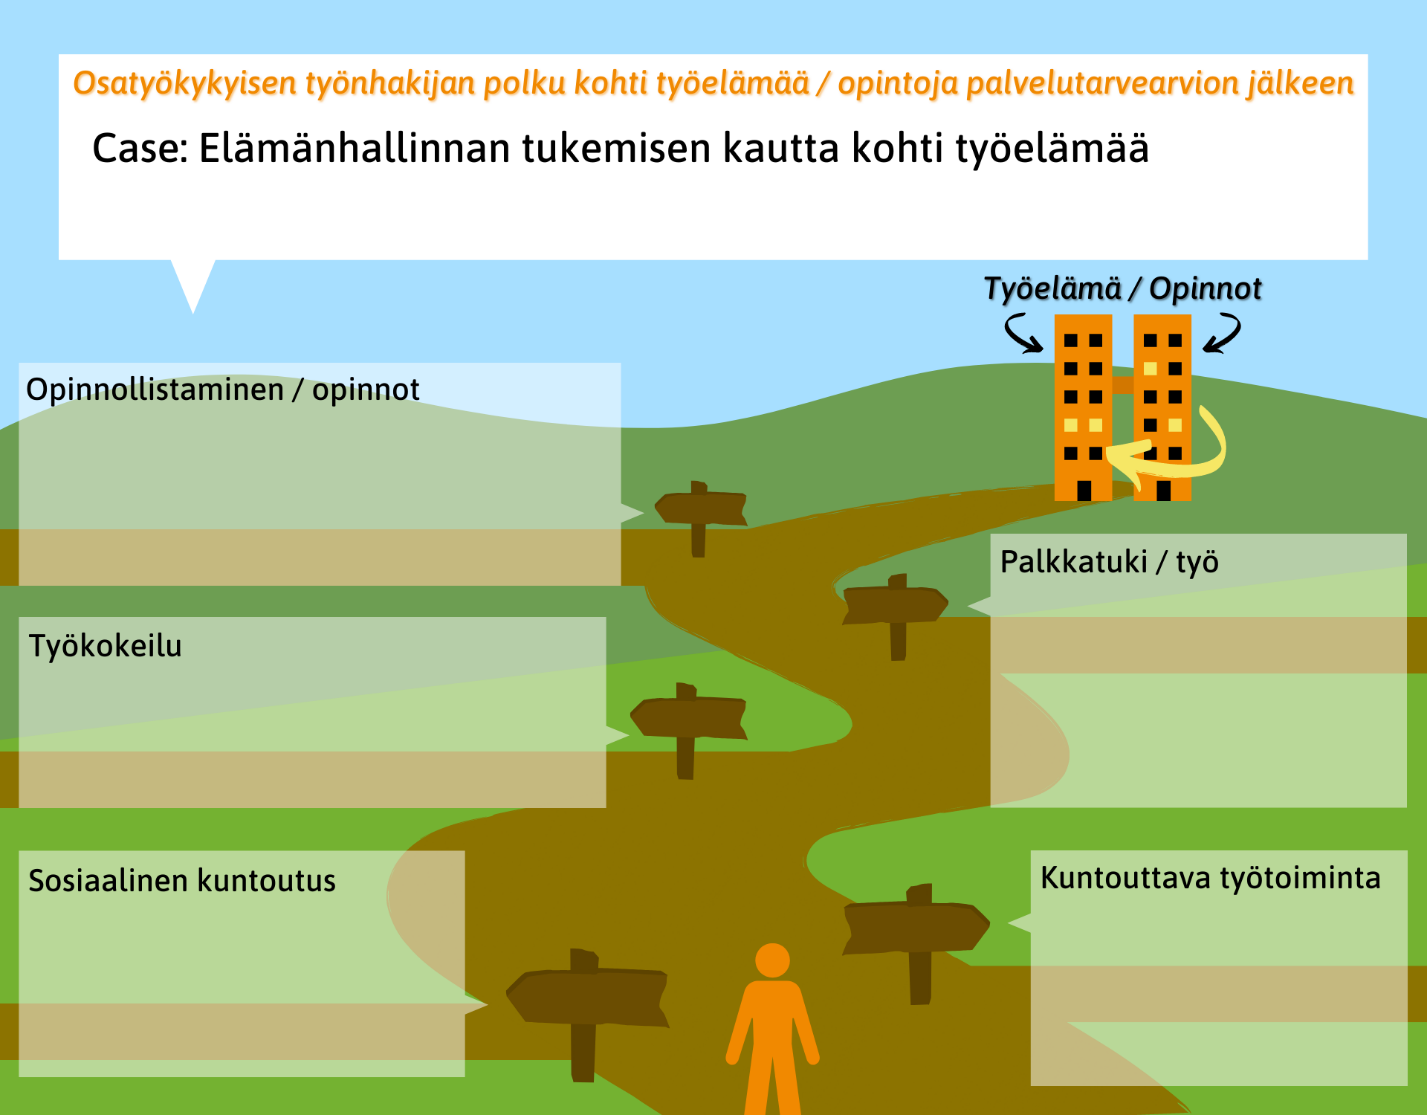 Osatyökykyisen työnhakijan polku kohti työelämää / opintoja palvelutarvearvion jälkeen
Case: Elämänhallinnan tukemisen kautta kohti työelämää
Työelämä / Opinnot
Opinnollistaminen / opinnot
Palkkatuki / työ
Työkokeilu
Sosiaalinen kuntoutus
Kuntouttava työtoiminta